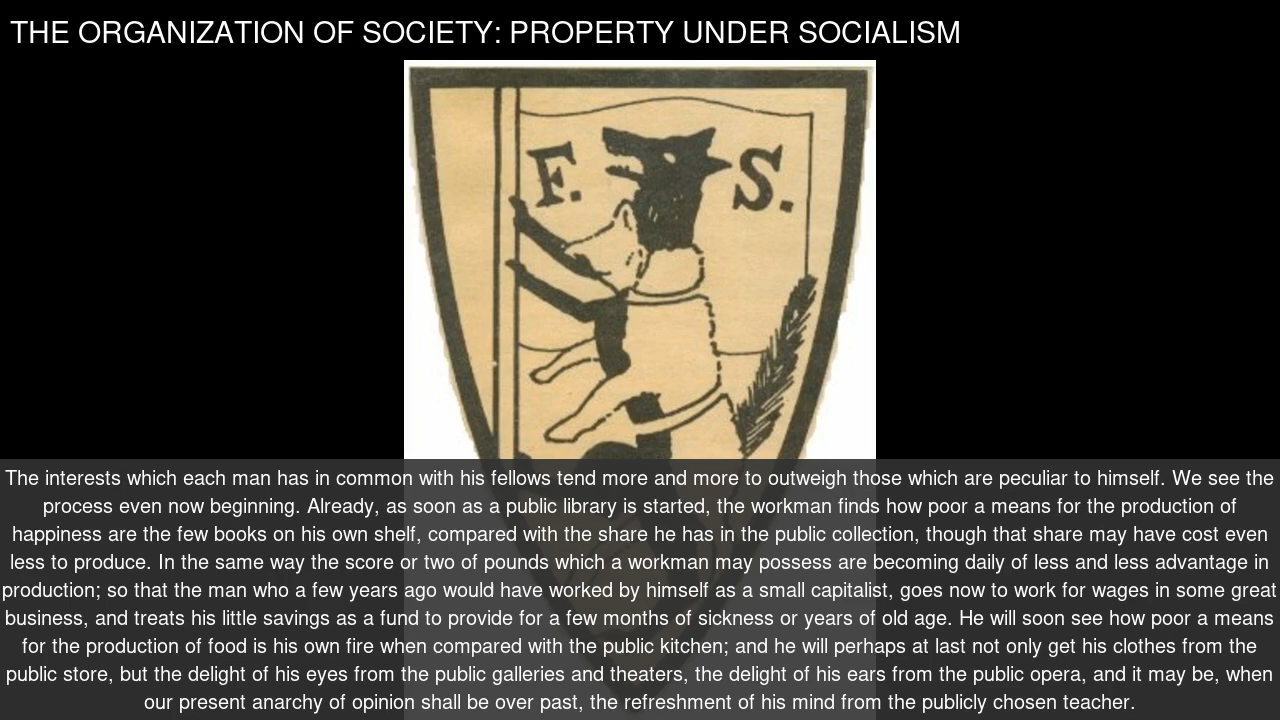 THE ORGANIZATION OF SOCIETY: PROPERTY UNDER SOCIALISM
F. S.
The interests which each man has in common with his fellows tend more and more to outweigh those which are peculiar to himself. We see the
process even now beginning. Already, as soon as a public library is started, the workman finds how poor a means for the production of
happiness are the few books on his own shelf, compared with the share he has in the public collection, though that share may have cost even
less to produce. In the same way the score or two of pounds which a workman may possess are becoming daily of less and less advantage in
production; so that the man who a few years ago would have worked by himself as a small capitalist, goes now to work for wages in some great
business, and treats his little savings as a fund to provide for a few months of sickness or years of old age. He will soon see how poor a means
for the production of food is his own fire when compared with the public kitchen; and he will perhaps at last not only get his clothes from the
public store, but the delight of his eyes from the public galleries and theaters, the delight of his ears from the public opera, and it may be, when
our present anarchy of opinion shall be over past, the refreshment of his mind from the publicly chosen teacher.